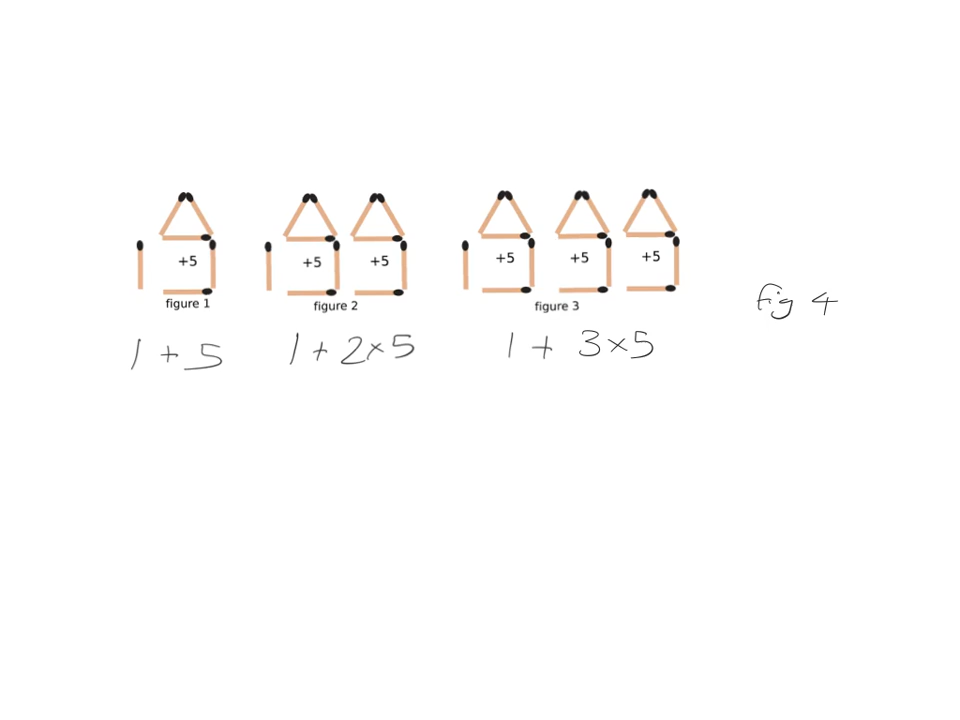 +5 +5 +5 +5 +5 +5
figure 1 figure 2 figure 3
fig 4
1 + 5 1 + 2×5 1 + 3×5